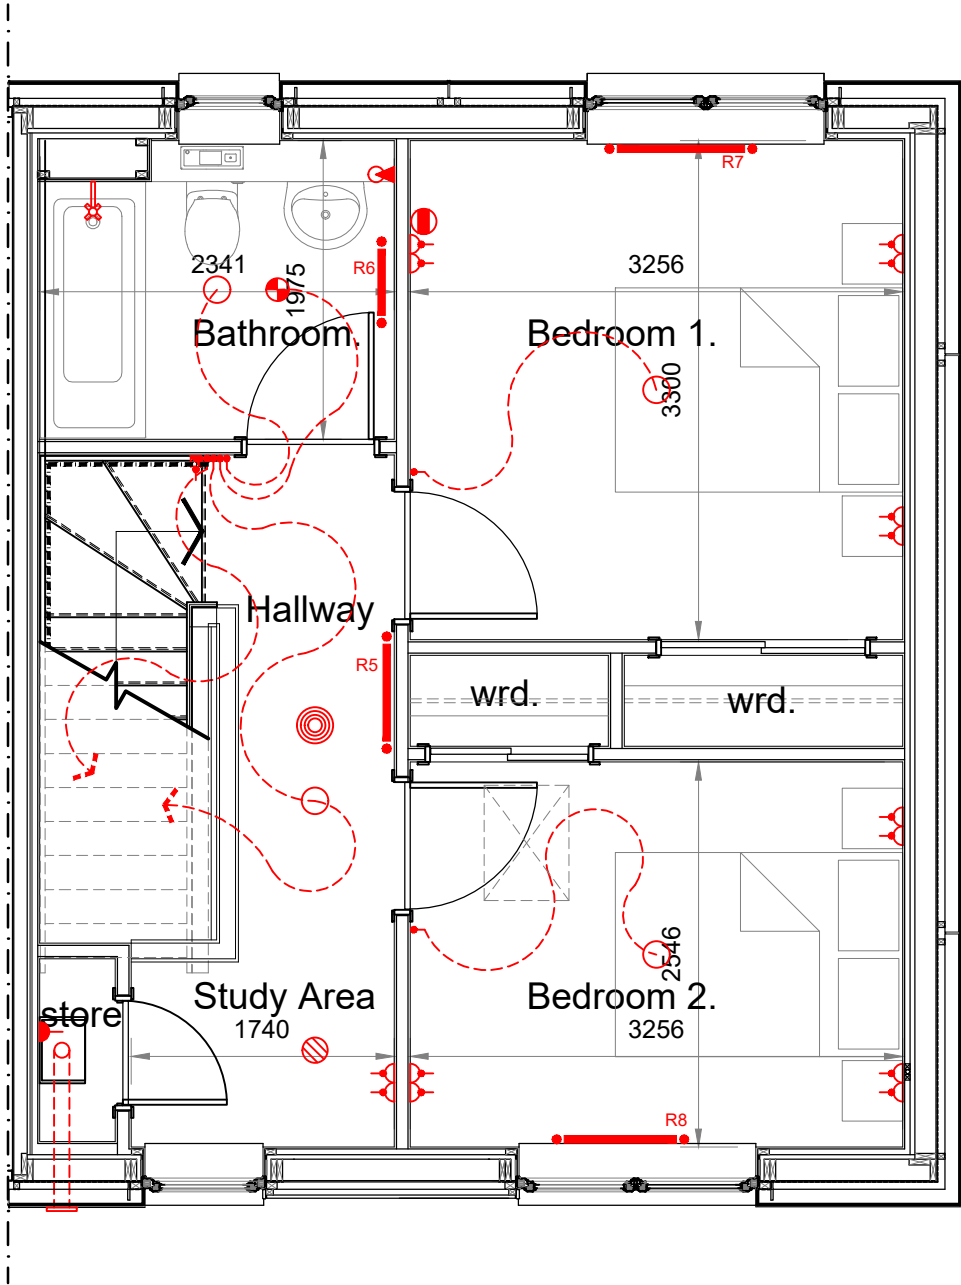 R7
R6
2341
1975
3256
Bathroom.
Bedroom 1.
3300
Hallway
R5
wrd.
wrd.
2546
Study Area
Bedroom 2.
store
1740
3256
R8